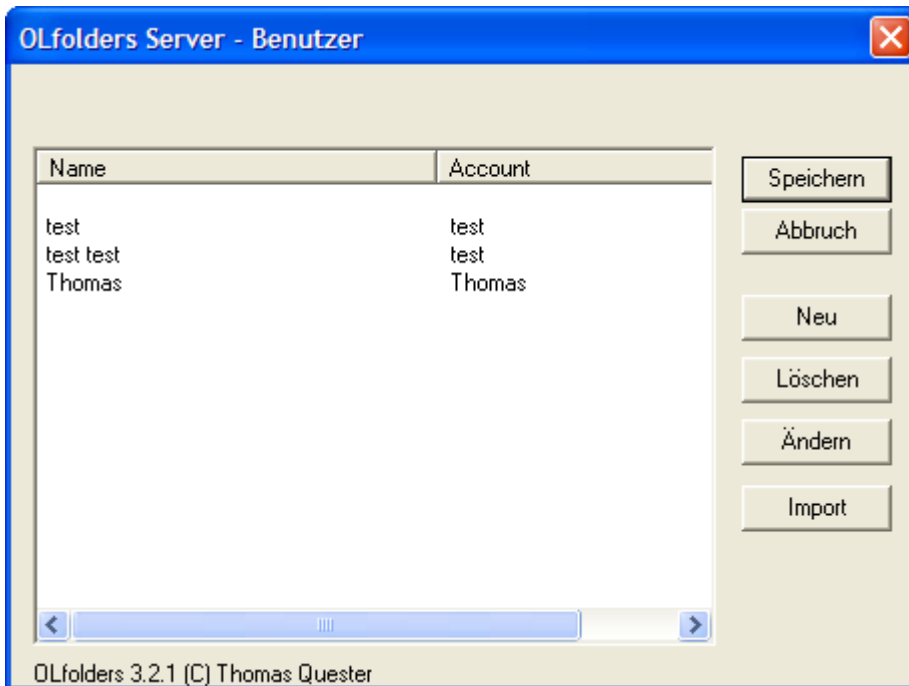 OLfolders Server - Benutzer
Name Account
test test
test test test
Thomas Thomas
Speichern
Abbruch
Neu
Löschen
Ändern
Import
OLfolders 3.2.1 (C) Thomas Quester